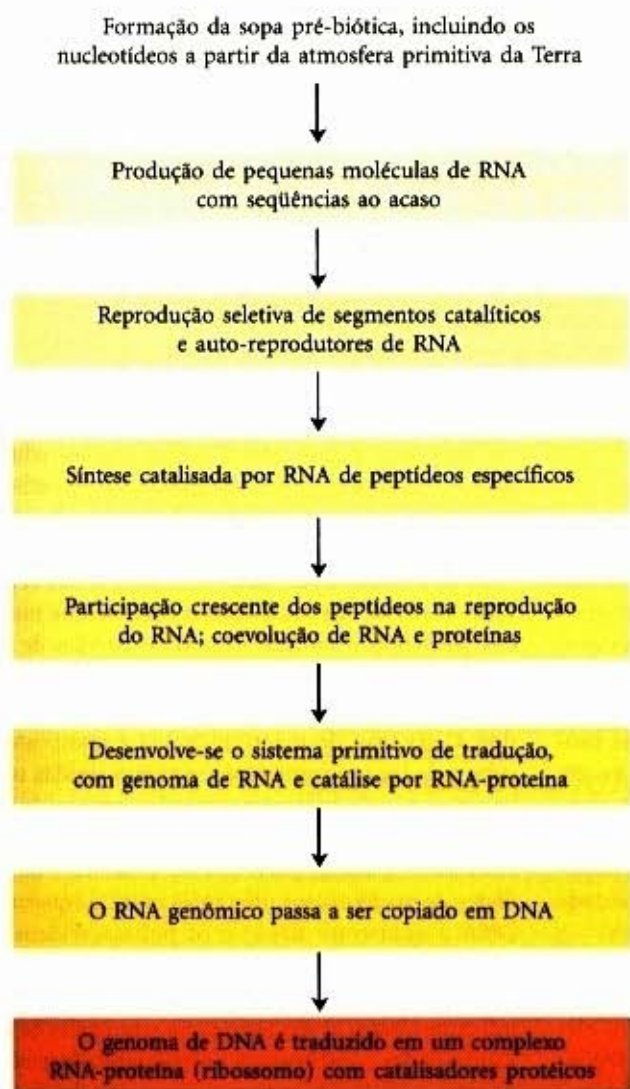 Formação da sopa pré-biótica, incluindo os
nucleotídeos a partir da atmosfera primitiva da Terra
Produção de pequenas moléculas de RNA
com seqüências ao acaso
Reprodução seletiva de segmentos catalíticos
e auto-reprodutores de RNA
Síntese catalisada por RNA de peptídeos específicos
Participação crescente dos peptídeos na reprodução
do RNA; coevolução de RNA e proteínas
Desenvolve-se o sistema primitivo de tradução,
com genoma de RNA e catálise por RNA-proteína
O RNA genômico passa a ser copiado em DNA
O genoma de DNA é traduzido em um complexo
RNA-proteína (ribossomo) com catalisadores protéicos